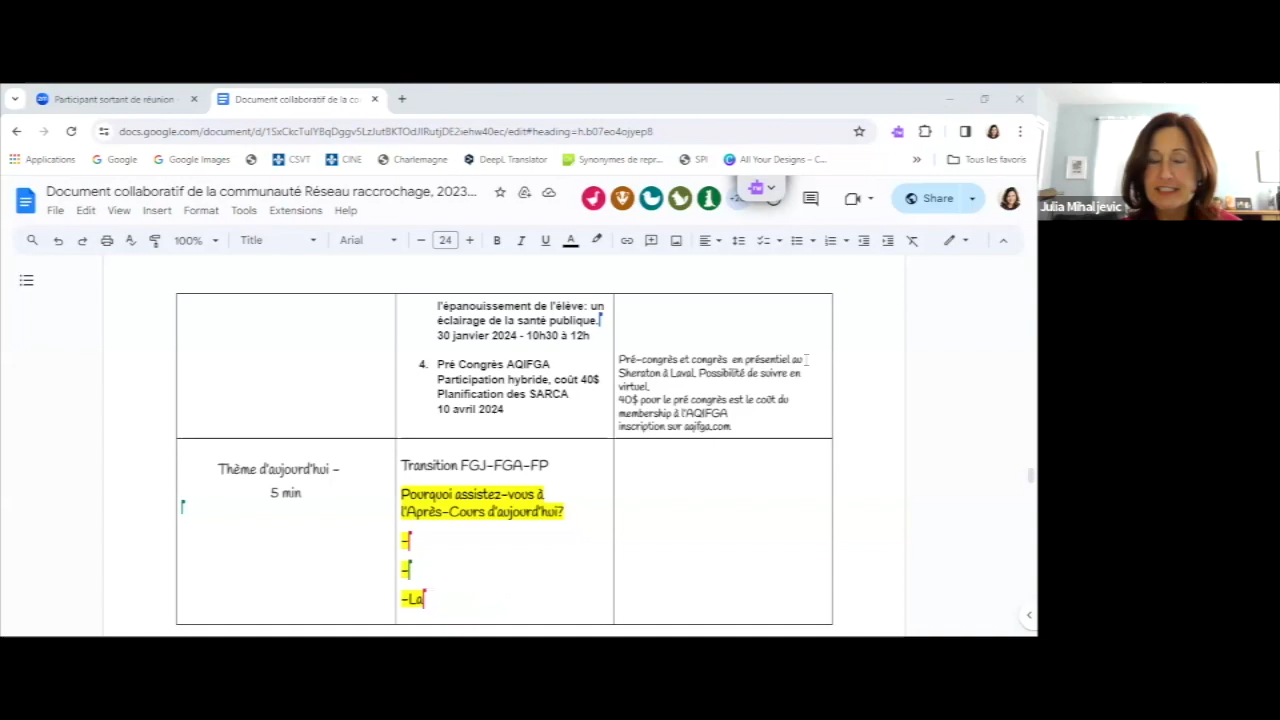 Participant sortant de réunion
Document collaboratif de la co
docs.google.com/document/d/
Applications
Google
Google Images
CSVT
CINE
Charlemagne
DeepL Translator
Synonymes de repr...
SPI
All Your Designs – C...
Tous les favoris
Document collaboratif de la communauté Réseau raccrochage, 2023...
Share
File Edit View Insert Format Tools Extensions Help
100% Title Arial 24 B I U A
Julia Mihaljevic
l'épanouissement de l'élève: un
éclairage de la santé publique.
30 janvier 2024 - 10h30 à 12h
4. Pré Congrès AQIFGA
Participation hybride, coût 40$
Planification des SARCA
10 avril 2024
Pré-congrès et congrès en présentiel au
Sheraton à Laval. Possibilité de suivre en
virtuel.
40$ pour le pré congrès est le coût du
membership à l'AQIFGA
inscription sur aqifga.com
Thème d'aujourd'hui -
5 min
Transition FGJ-FGA-FP
Pourquoi assistez-vous à
l'Après-Cours d'aujourd'hui?
-
-
-La